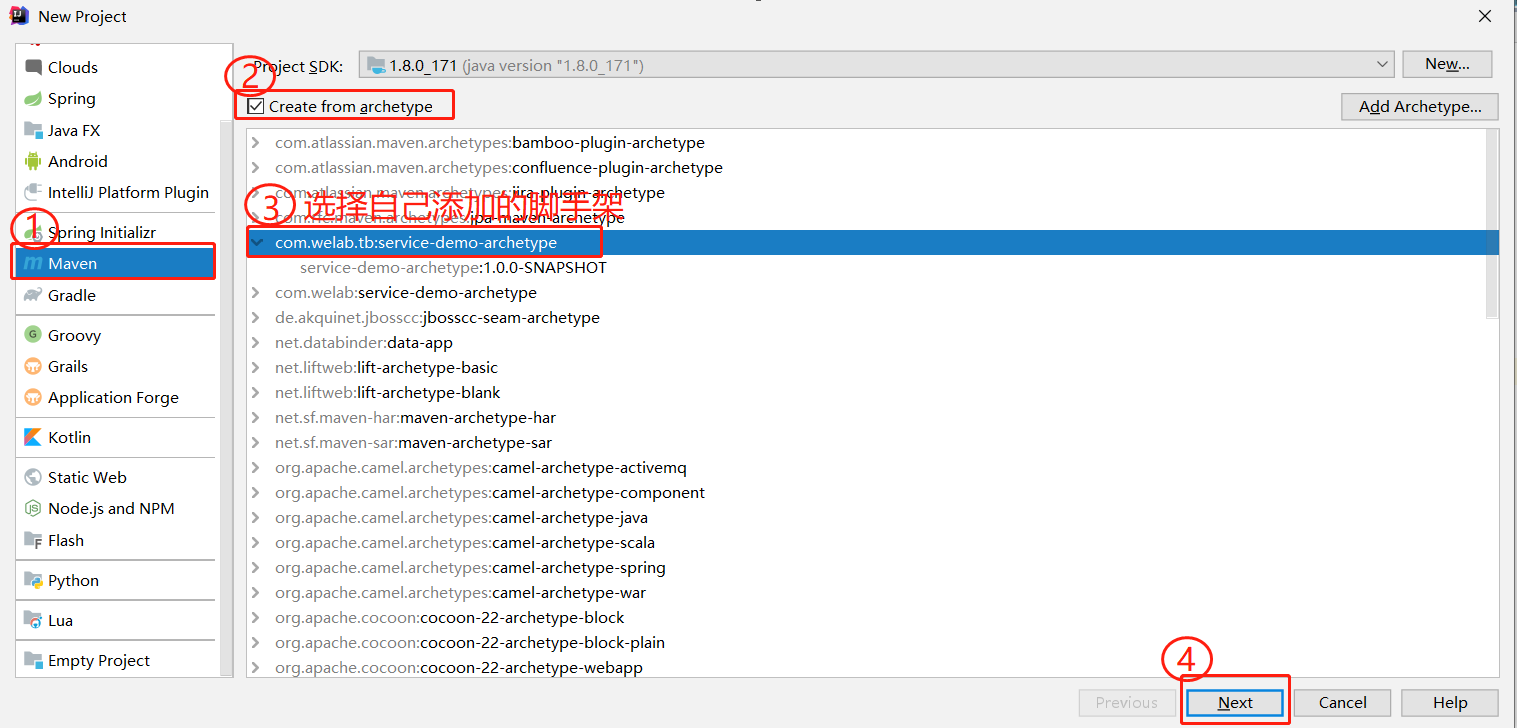 New Project
Clouds
Spring
Java FX
Android
IntelliJ Platform Plugin
①
Spring Initializr
Maven
Gradle
Groovy
Grails
Application Forge
Kotlin
Static Web
Node.js and NPM
Flash
Python
Lua
Empty Project
Project SDK: 1.8.0_171 (java version "1.8.0_171") New...
②
Create from archetype Add Archetype...
com.atlassian.maven.archetypes:bamboo-plugin-archetype
com.atlassian.maven.archetypes:confluence-plugin-archetype
com.atlassian.maven.archetypes:jira-plugin-archetype
③ 选择自己添加的脚手架
com.rfc.maven.archetypes:jpa-maven-archetype
com.welab.tb:service-demo-archetype
service-demo-archetype:1.0.0-SNAPSHOT
com.welab:service-demo-archetype
de.akquinet.jbosscc:jbosscc-seam-archetype
net.databinder:data-app
net.liftweb:lift-archetype-basic
net.liftweb:lift-archetype-blank
net.sf.maven-har:maven-archetype-har
net.sf.maven-sar:maven-archetype-sar
org.apache.camel.archetypes:camel-archetype-activemq
org.apache.camel.archetypes:camel-archetype-component
org.apache.camel.archetypes:camel-archetype-java
org.apache.camel.archetypes:camel-archetype-scala
org.apache.camel.archetypes:camel-archetype-spring
org.apache.camel.archetypes:camel-archetype-war
org.apache.cocoon:cocoon-22-archetype-block
org.apache.cocoon:cocoon-22-archetype-block-plain
org.apache.cocoon:cocoon-22-archetype-webapp
④
Previous Next Cancel Help